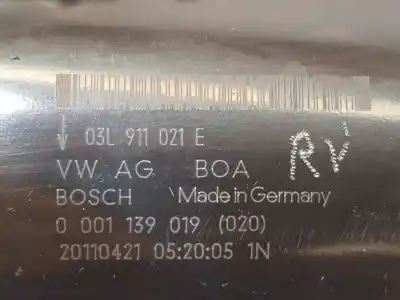 03L 911 021 E
VW AG BOA
BOSCH Made in Germany
0 001 139 019 (020)
20110421 05:20:05 1N
RV